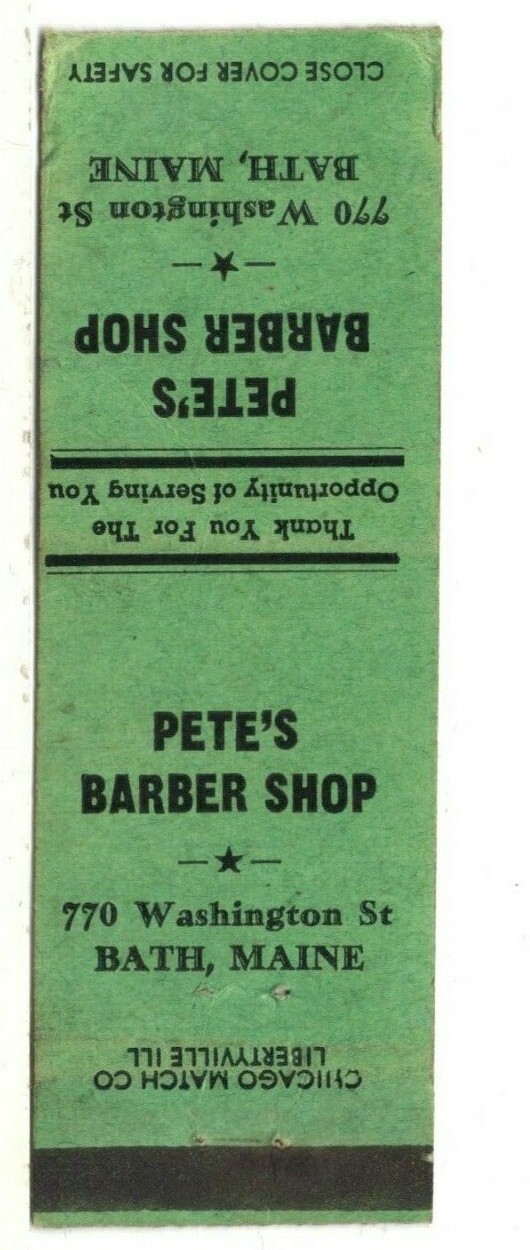 CLOSE COVER FOR SAFETY
770 Washington St
BATH, MAINE
PETE'S
BARBER SHOP
Thank You For The
Opportunity of Serving You
PETE'S
BARBER SHOP
770 Washington St
BATH, MAINE
CHICAGO MATCH CO
LIBERTYVILLE ILL